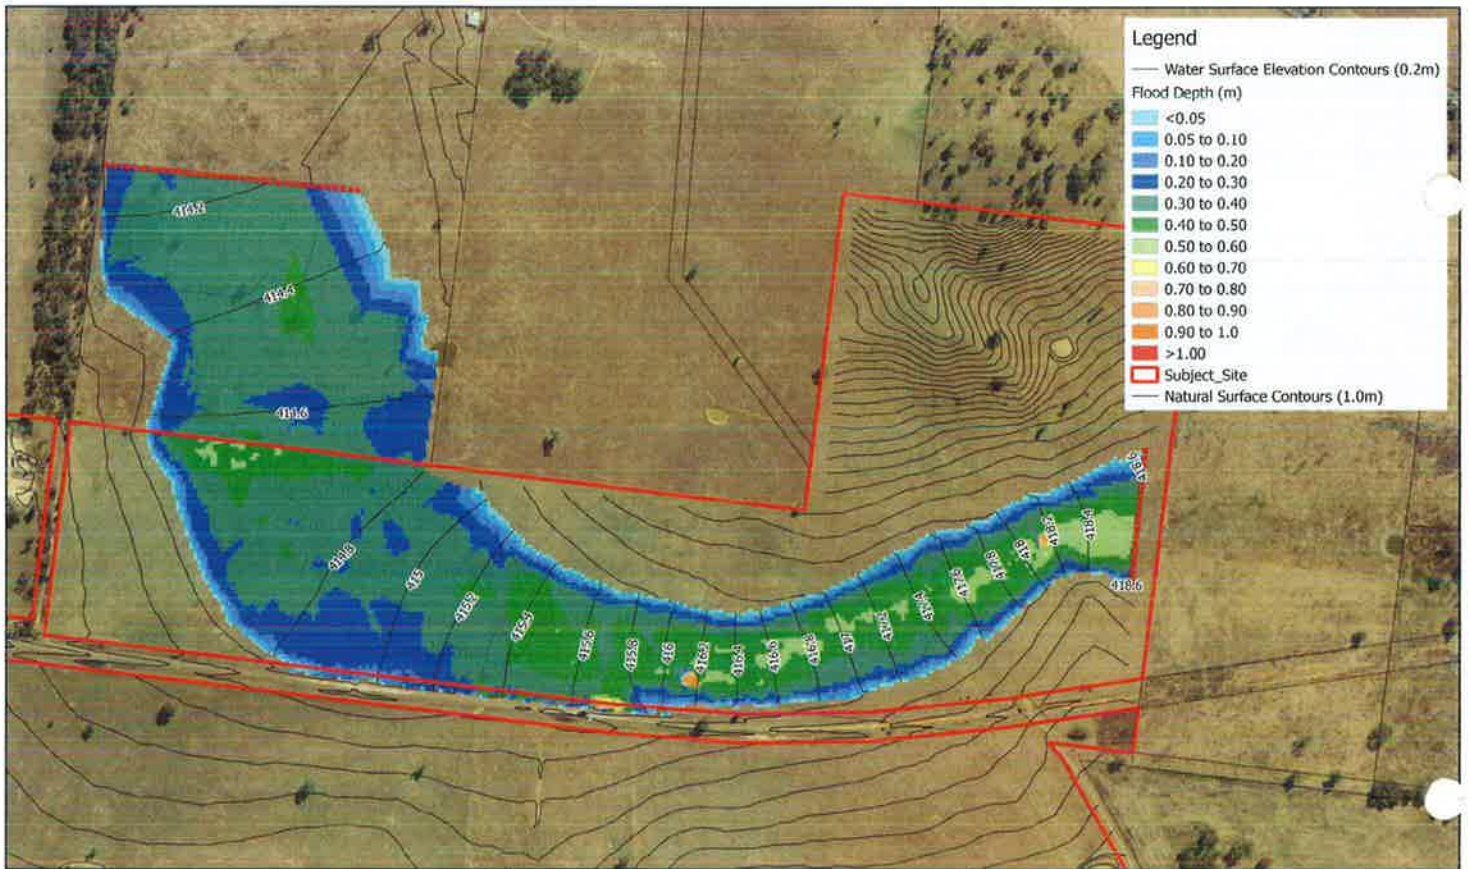 Legend
Water Surface Elevation Contours (0.2m)
Flood Depth (m)
<0.05
0.05 to 0.10
0.10 to 0.20
0.20 to 0.30
0.30 to 0.40
0.40 to 0.50
0.50 to 0.60
0.60 to 0.70
0.70 to 0.80
0.80 to 0.90
0.90 to 1.0
>1.00
Subject_Site
Natural Surface Contours (1.0m)
414.2
414.4
414.6
414.8
415
415.2
415.4
415.6
415.8
416
416.2
416.4
416.6
416.8
417
417.2
417.4
417.6
417.8
418
418.2
418.4
418.6
418.6